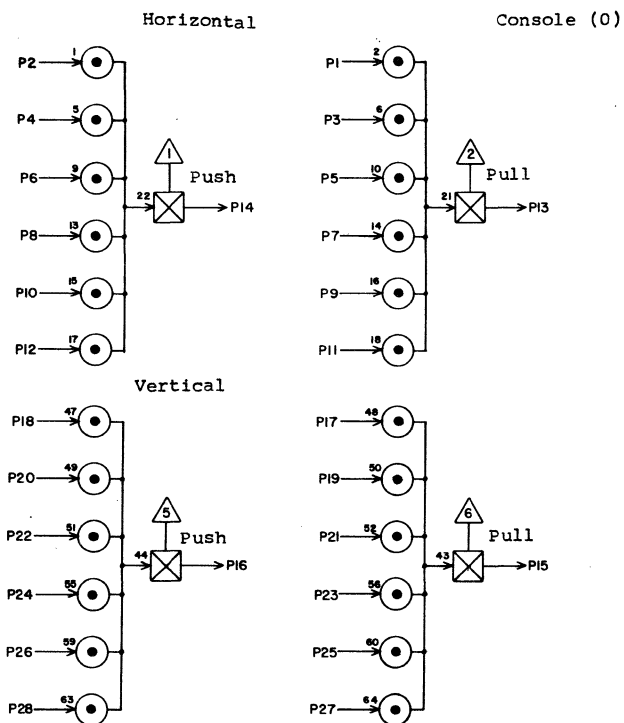 Horizontal Console (0)
P2 1 P1 2
P4 5 P3 6
1 2
P6 9 Push P5 10 Pull
22 P14 21 P13
P8 13 P7 14
P10 15 P9 16
P12 17 P11 18
Vertical
P18 47 P17 48
P20 49 P19 50
5 6
P22 51 Push P21 52 Pull
44 P16 43 P15
P24 55 P23 56
P26 59 P25 60
P28 63 P27 64